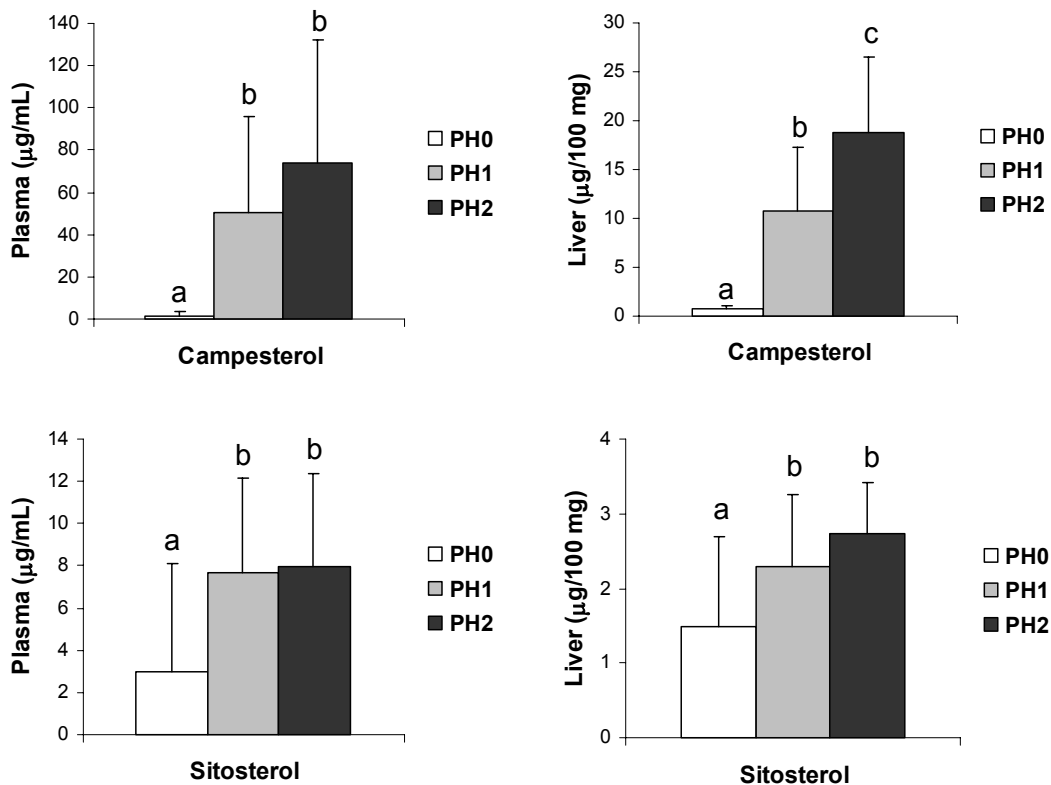 140
120
100
80
60
40
20
0
Plasma (μg/mL)
a
b
b
Campesterol
PH0
PH1
PH2
30
25
20
15
10
5
0
Liver (μg/100 mg)
a
b
c
Campesterol
PH0
PH1
PH2
14
12
10
8
6
4
2
0
Plasma (μg/mL)
a
b
b
Sitosterol
PH0
PH1
PH2
4
3
2
1
0
Liver (μg/100 mg)
a
b
b
Sitosterol
PH0
PH1
PH2